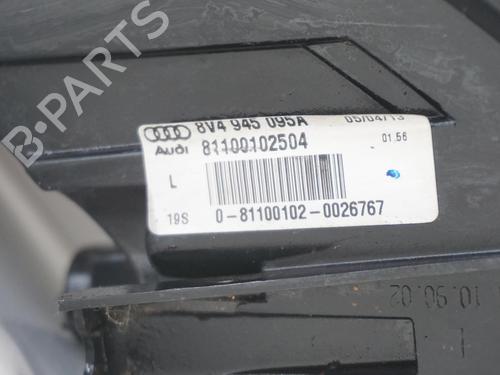 B-PARTS
8V4 945 095A 05/04/13
Audi 81100102504 01.56
L
19S 0-81100102-0026767
10.90.02